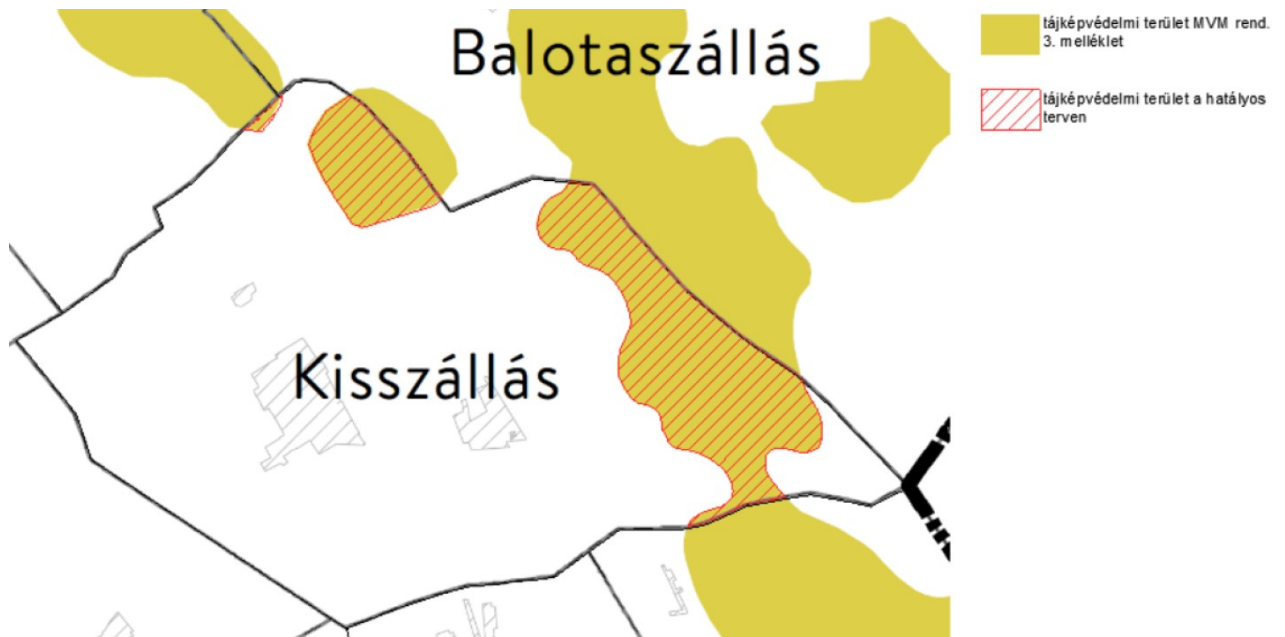 Balotaszállás
Kisszállás
tájképvédelmi terület MVM rend.
3. melléklet
tájképvédelmi terület a hatályos
terven